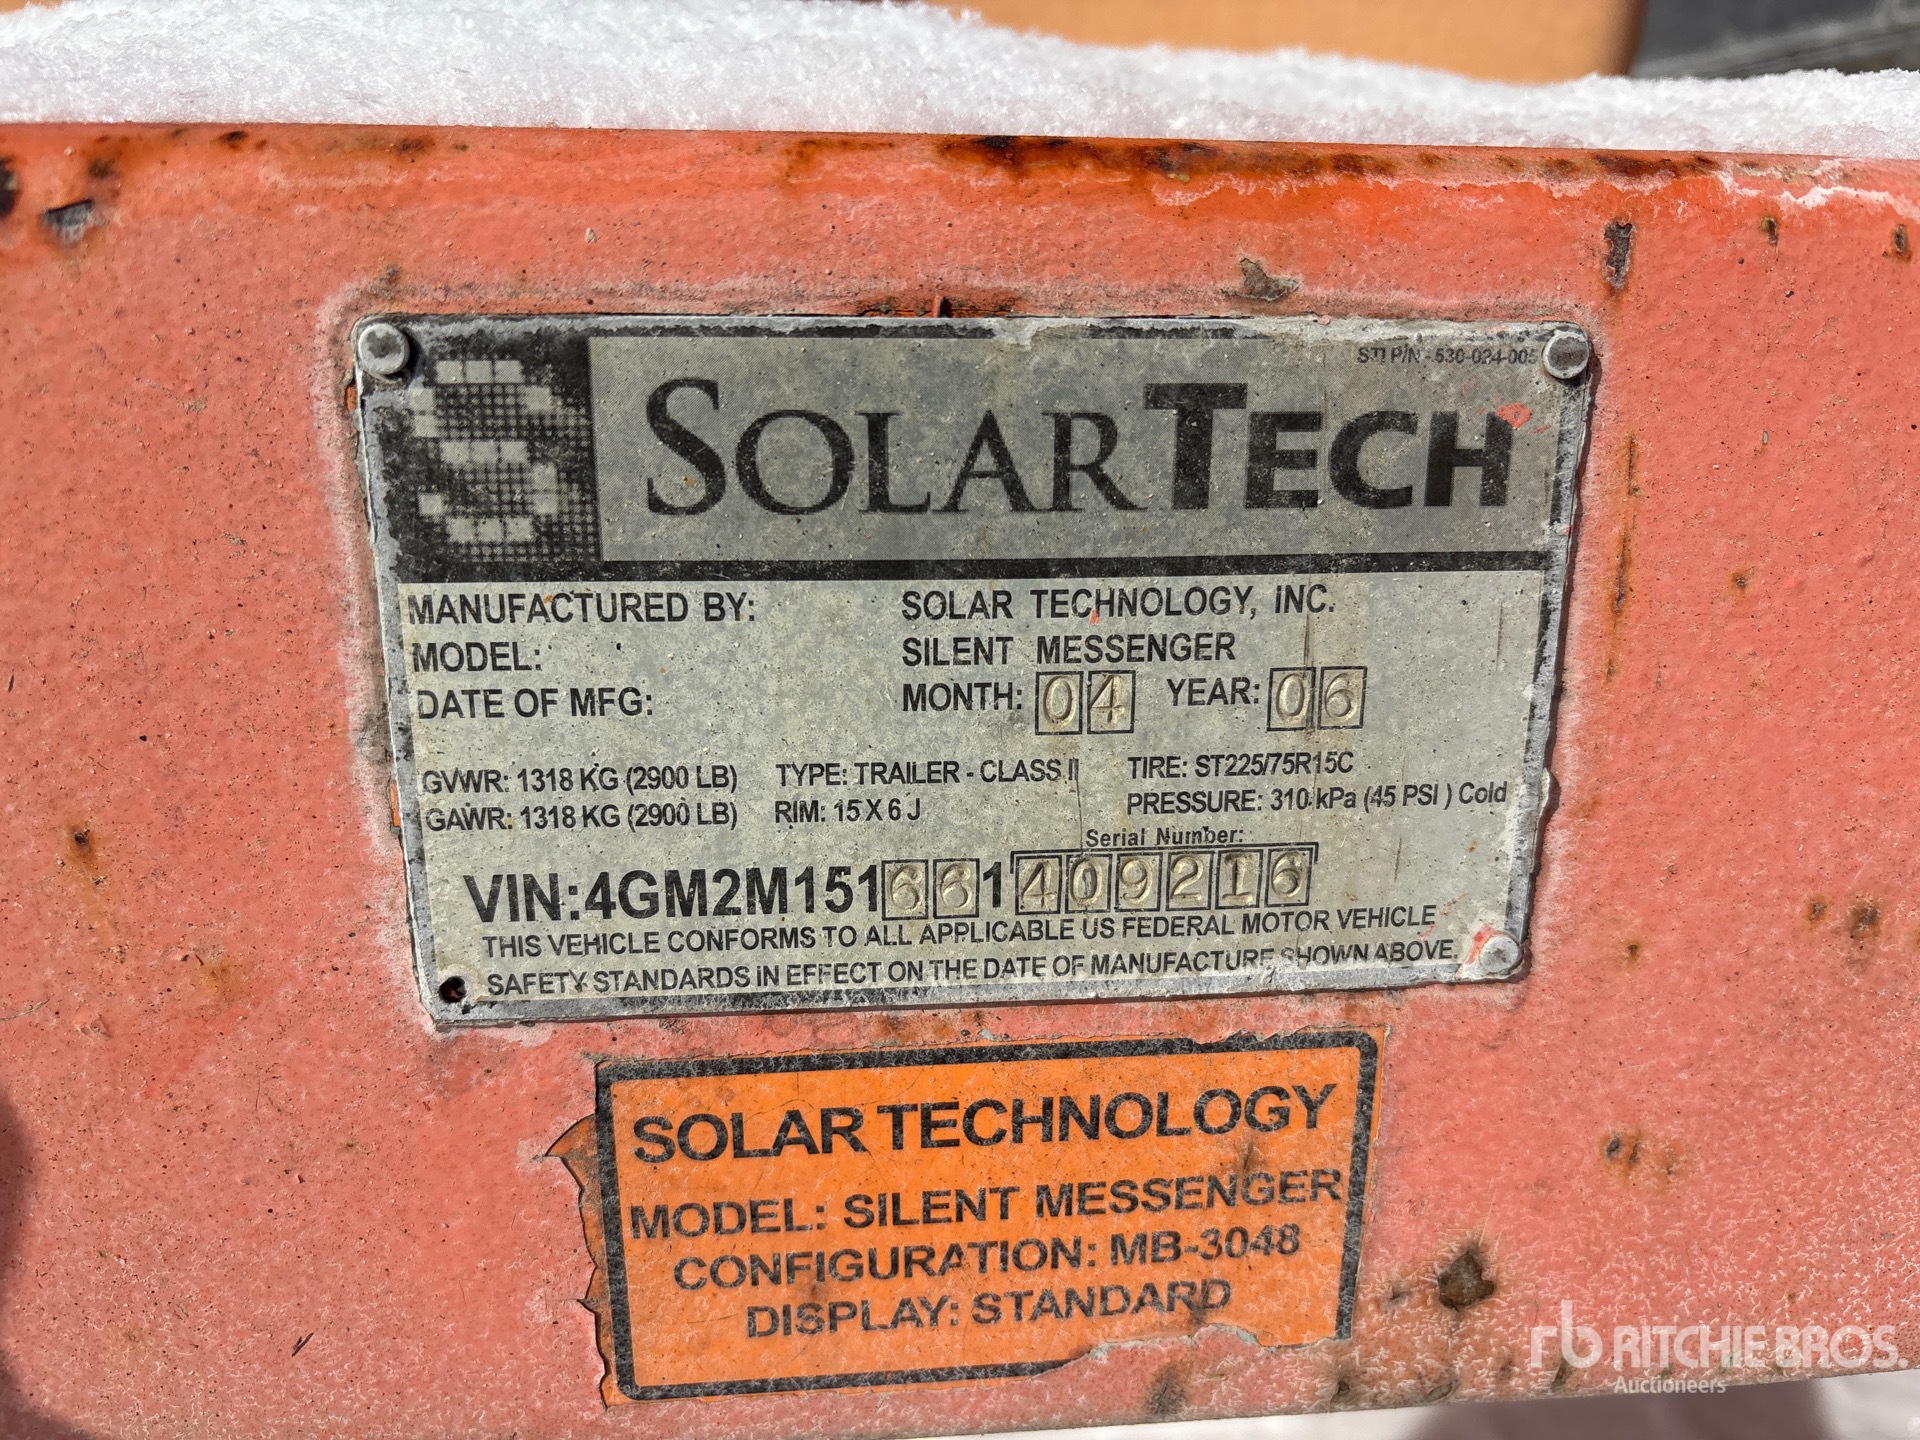 STI P/N - 530-024-005
SOLARTECH
MANUFACTURED BY: SOLAR TECHNOLOGY, INC.
MODEL: SILENT MESSENGER
DATE OF MFG: MONTH: 04 YEAR: 06
GVWR: 1318 KG (2900 LB) TYPE: TRAILER - CLASS II TIRE: ST225/75R15C
GAWR: 1318 KG (2900 LB) RIM: 15 X 6 J PRESSURE: 310 kPa (45 PSI ) Cold
Serial Number:
VIN:4GM2M151661409216
THIS VEHICLE CONFORMS TO ALL APPLICABLE US FEDERAL MOTOR VEHICLE
SAFETY STANDARDS IN EFFECT ON THE DATE OF MANUFACTURE SHOWN ABOVE.
SOLAR TECHNOLOGY
MODEL: SILENT MESSENGER
CONFIGURATION: MB-3048
DISPLAY: STANDARD
rb RITCHIE BROS.
Auctioneers